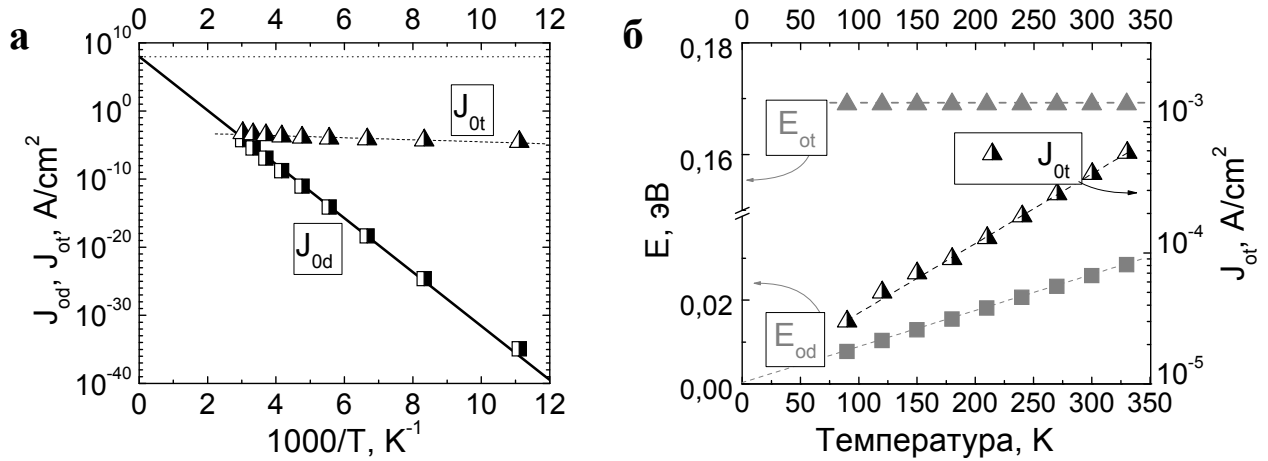 а
0 2 4 6 8 10 12
10^10
10^0
10^-10
10^-20
10^-30
10^-40
J_od, J_ot, A/cm^2
J_0t
J_0d
0 2 4 6 8 10 12
1000/T, K^-1
б
0 50 100 150 200 250 300 350
0,18
0,16
0,02
0,00
E, эВ
E_ot
J_0t
E_od
10^-3
10^-4
10^-5
J_ot, A/cm^2
0 50 100 150 200 250 300 350
Температура, K